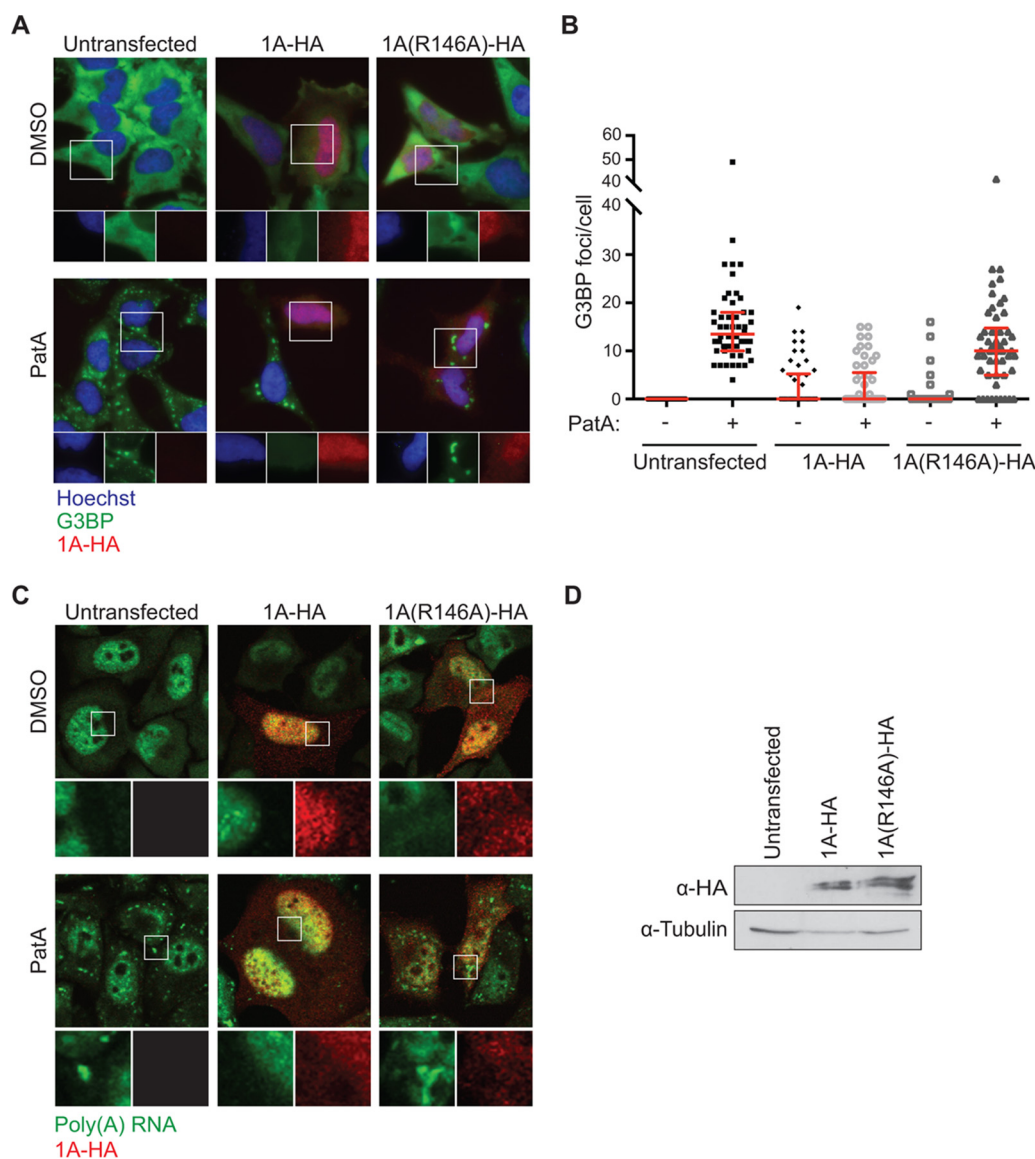 A
Untransfected 1A-HA 1A(R146A)-HA
DMSO
PatA
Hoechst
G3BP
1A-HA
B
G3BP foci/cell
60
50
40
40
30
20
10
0
PatA: - + - + - +
Untransfected 1A-HA 1A(R146A)-HA
C
Untransfected 1A-HA 1A(R146A)-HA
DMSO
PatA
Poly(A) RNA
1A-HA
D
Untransfected
1A-HA
1A(R146A)-HA
α-HA
α-Tubulin